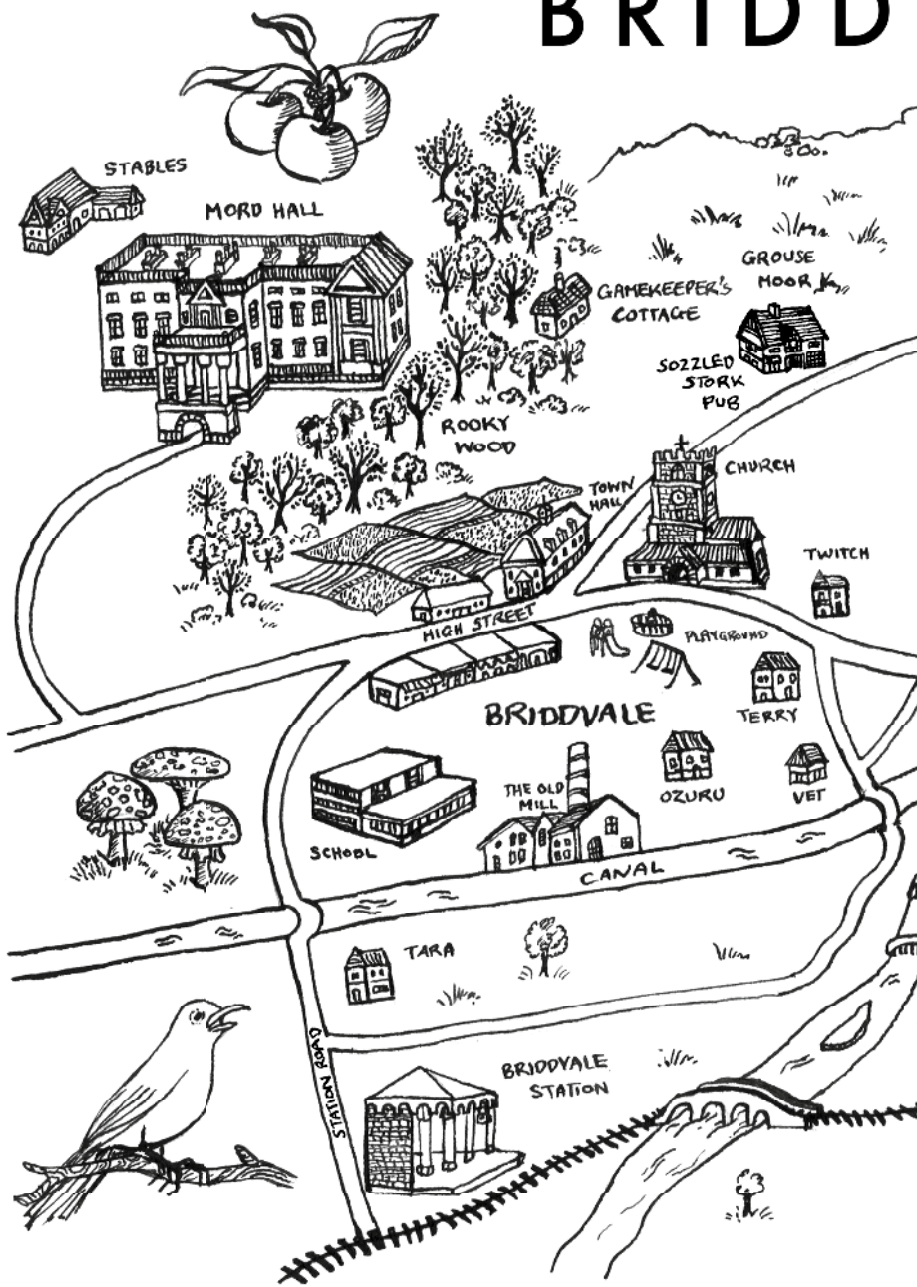 BRIDD
STABLES
MORD HALL
GROUSE
MOOR
GAMEKEEPER'S
COTTAGE
SOZZLED
STORK
PUB
ROOKY
WOOD
CHURCH
TOWN
HALL
TWITCH
HIGH STREET
PLAYGROUND
BRIDDVALE
TERRY
THE OLD
MILL
OZURU
VET
SCHOOL
CANAL
TARA
STATION ROAD
BRIDDVALE
STATION